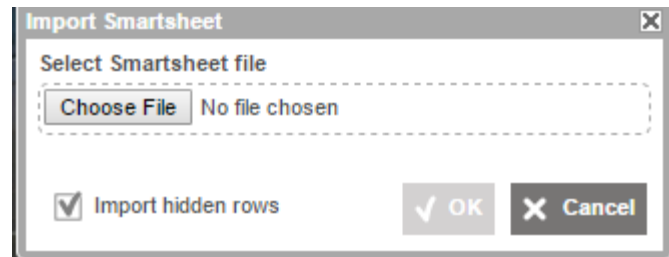 Import Smartsheet
Select Smartsheet file
Choose File No file chosen
Import hidden rows OK Cancel